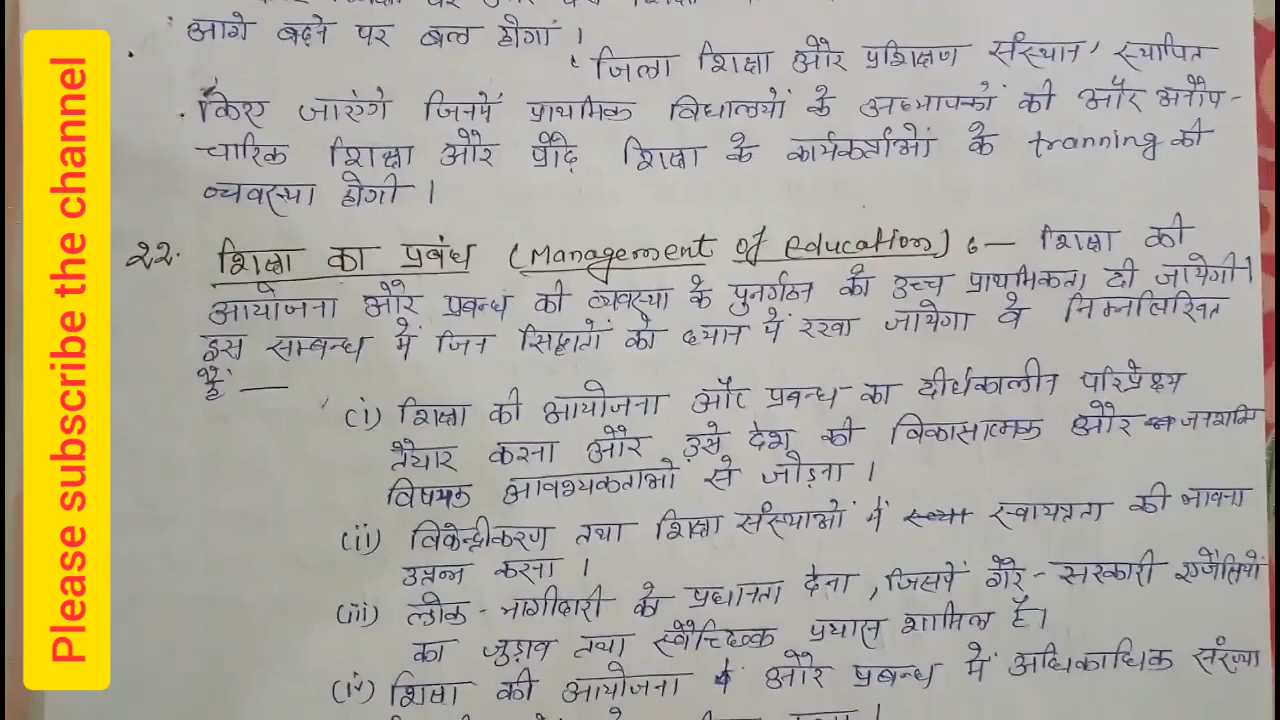 Please subscribe the channel
आगे बढ़ने पर बल होगा ।
' जिला शिक्षा और प्रशिक्षण संस्थान ' स्थापित
किए जाएंगे जिनमें प्राथमिक विद्यालयों के अध्यापकों की और अनौप-
चारिक शिक्षा और प्रौढ़ शिक्षा के कार्यकर्ताओं के tranning की
व्यवस्था होगी ।
22. शिक्षा का प्रबंध (Management of education) :— शिक्षा की
आयोजना और प्रबन्ध की व्यवस्था के पुनर्गठन को उच्च प्राथमिकता दी जायेगी।
इस सम्बन्ध में जिन सिद्धांतों को ध्यान में रखा जायेगा वे निम्नलिखित
हैं —
(i) शिक्षा की आयोजना और प्रबन्ध का दीर्घकालीन परिप्रेक्ष्य
तैयार करना और उसे देश की विकासात्मक और जनशक्ति
विषयक आवश्यकताओं से जोड़ना ।
(ii) विकेन्द्रीकरण तथा शिक्षा संस्थाओं में स्वायत्तता की भावना
उत्पन्न करना ।
(iii) लोक - भागीदारी को प्रधानता देना , जिसमें गैर - सरकारी एजेंसियों
का जुड़ाव तथा स्वैच्छिक प्रयास शामिल है।
(iv) शिक्षा की आयोजना और प्रबन्ध में अधिकाधिक संख्या